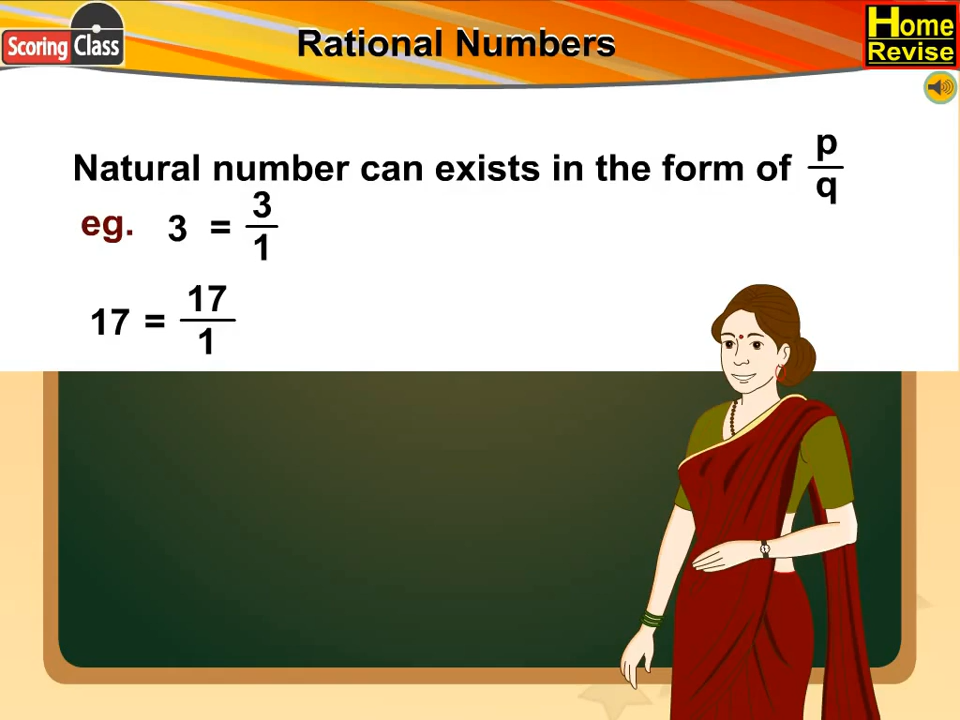 Scoring Class
Rational Numbers
Home
Revise
Natural number can exists in the form of p/q
eg. 3 = 3/1
17 = 17/1